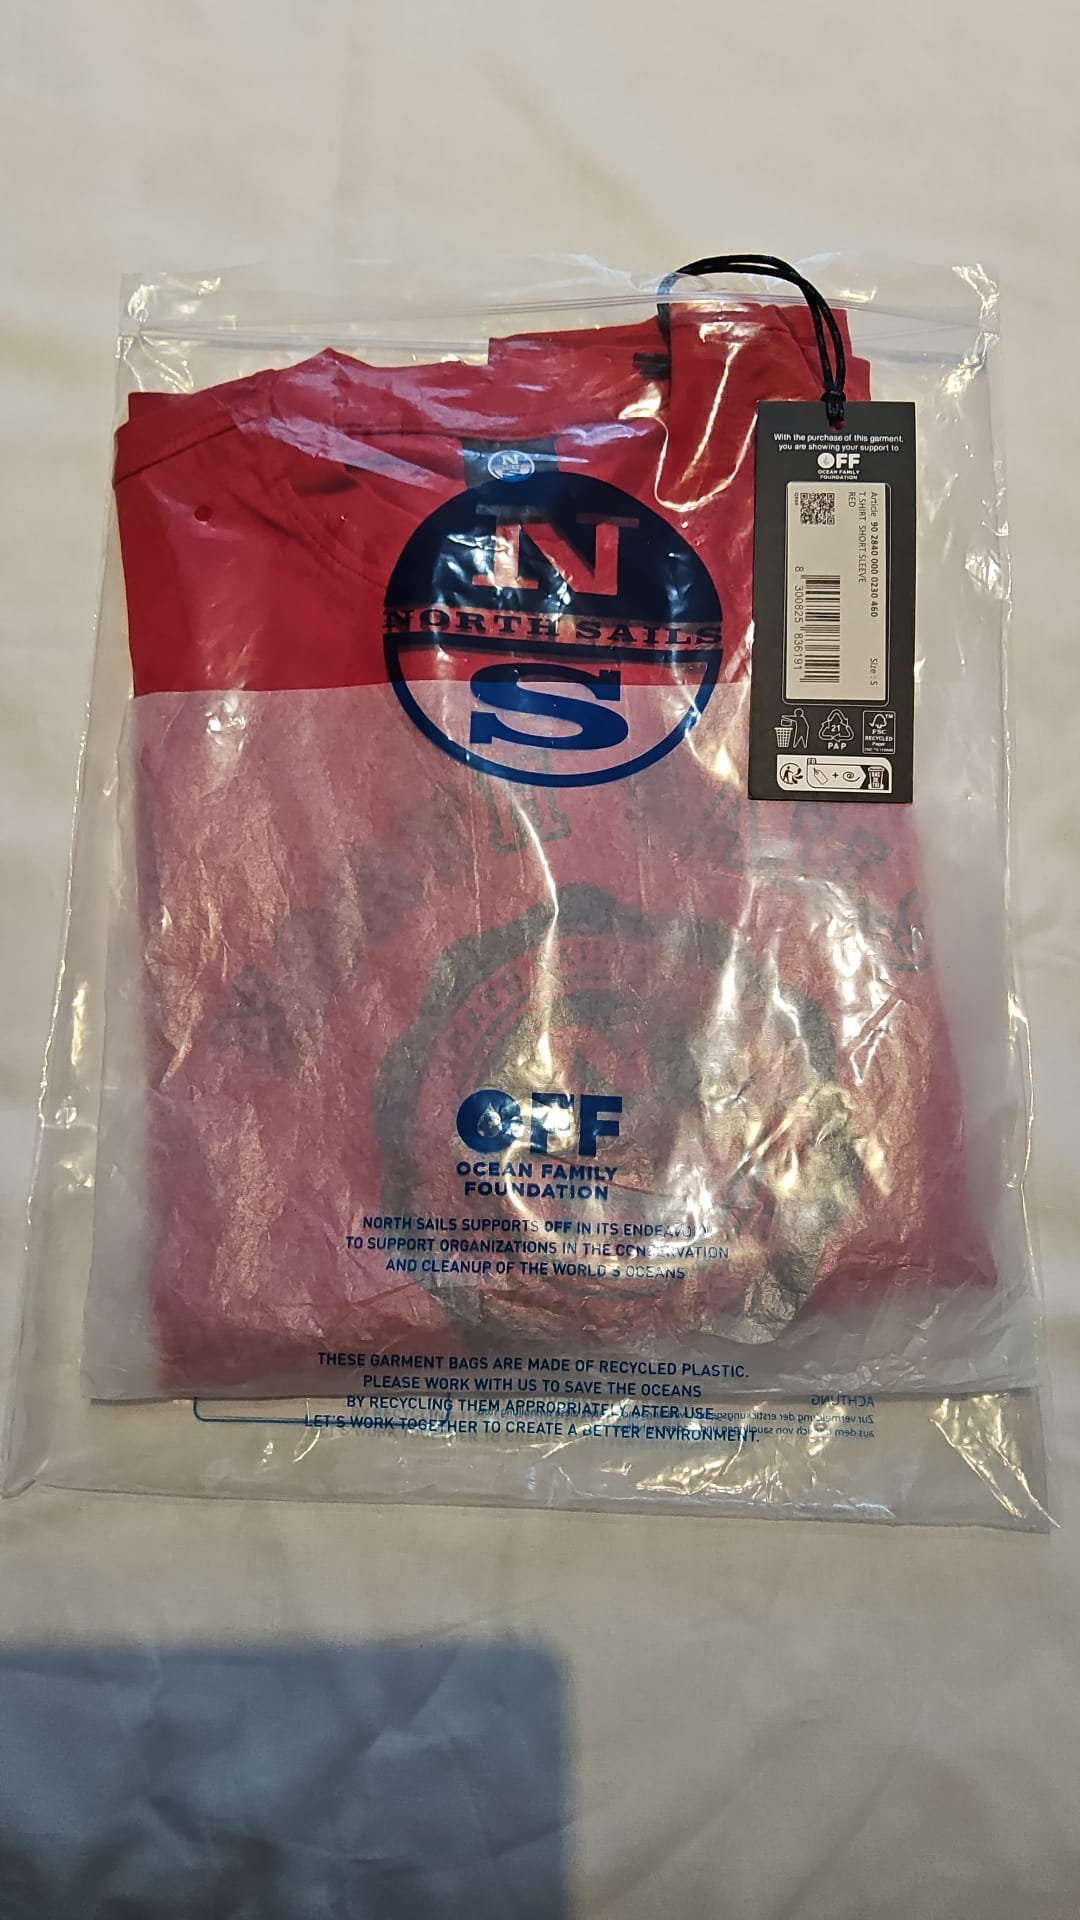 With the purchase of this garment,
you are showing your support to
OFF
OCEAN FAMILY
FOUNDATION
Article 90 2840 000 0230 460 Size : S
T SHIRT SHORT SLEEVE
RED
8 300825 836191
21
PAP
FSC
RECYCLED
Paper
FR
N
NORTH SAILS
S
NORTH
OFF
OCEAN FAMILY
FOUNDATION
NORTH SAILS SUPPORTS OFF IN ITS ENDEAVOUR
TO SUPPORT ORGANIZATIONS IN THE CONSERVATION
AND CLEANUP OF THE WORLD'S OCEANS
THESE GARMENT BAGS ARE MADE OF RECYCLED PLASTIC.
PLEASE WORK WITH US TO SAVE THE OCEANS
BY RECYCLING THEM APPROPRIATELY AFTER USE.
LET'S WORK TOGETHER TO CREATE A BETTER ENVIRONMENT.
ACHTUNG